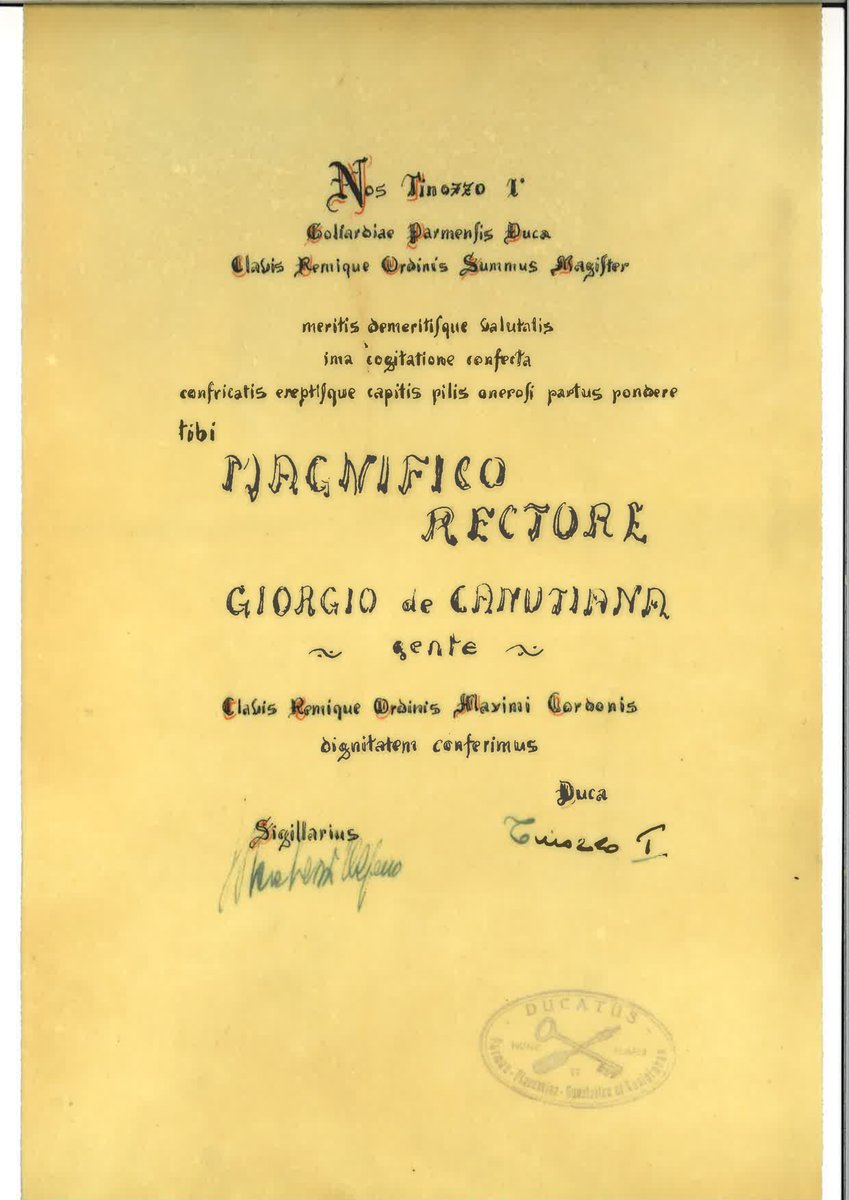 Nos Tinozzo I°
Goliardiae Parmensis Duca
Clavis Remique Ordinis Summus Magister
meritis demeritisque valutatis
ima cogitatione confecta
confricatis ereptisque capitis pilis onerosi partus pondere
tibi
MAGNIFICO
RECTORE
GIORGIO de CANUTIANA
~ gente ~
Clavis Remique Ordinis Maximi Cordonis
dignitatem conferimus
Duca
Sigillarius
Tinozzo I
DUCATUS